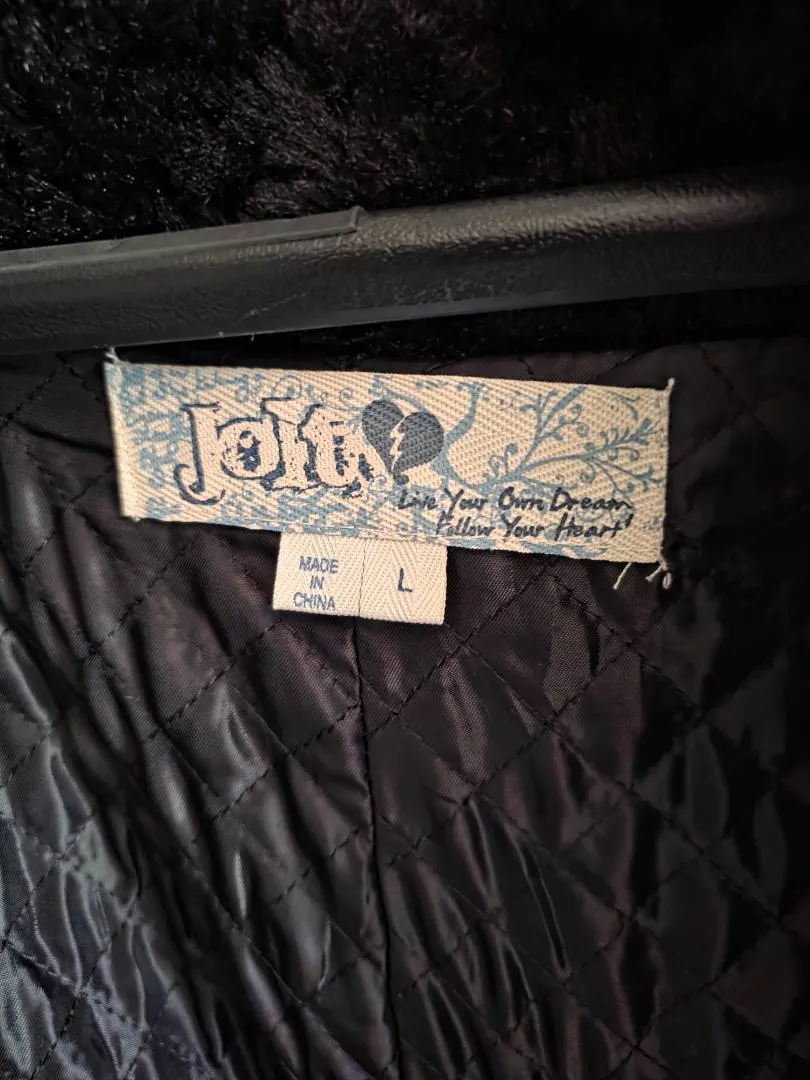 Jolt
Live Your Own Dream
Follow Your Heart'
MADE
IN
CHINA
L